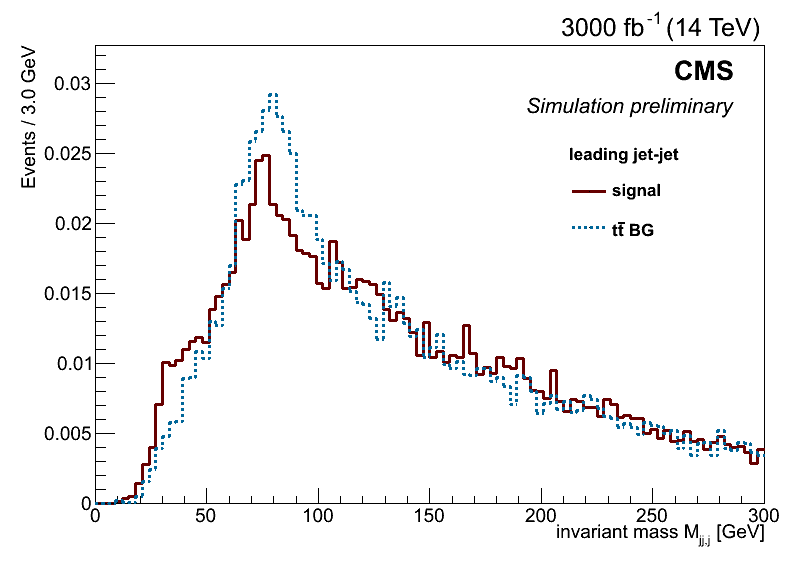 3000 fb⁻¹ (14 TeV)
Events / 3.0 GeV
CMS
Simulation preliminary
leading jet-jet
signal
tt̄ BG
0.03
0.025
0.02
0.015
0.01
0.005
0
0 50 100 150 200 250 300
invariant mass M_{jj,j} [GeV]